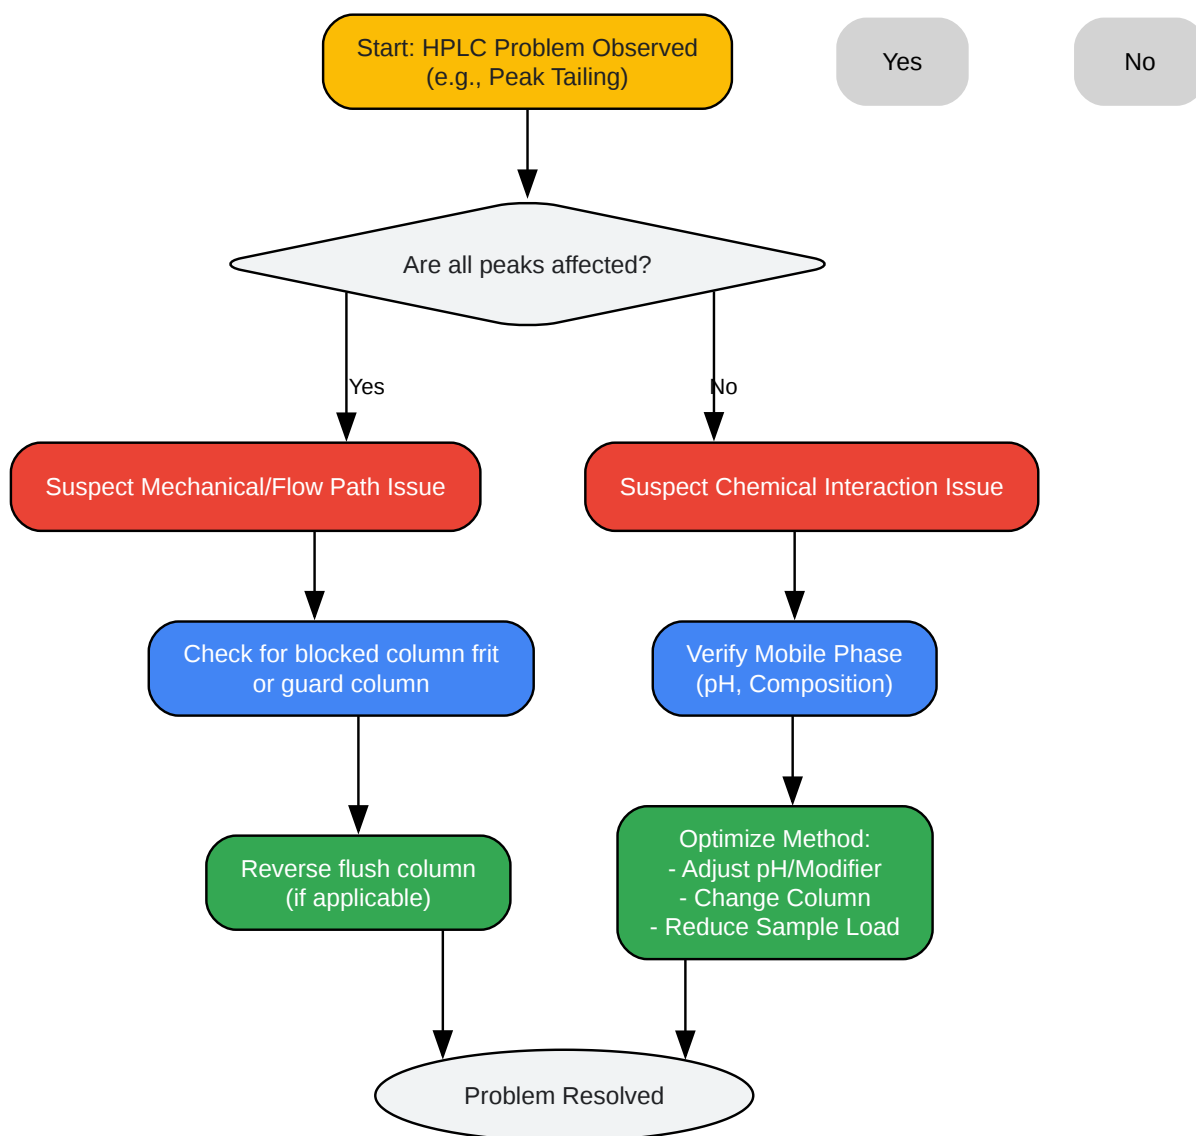 Start: HPLC Problem Observed
(e.g., Peak Tailing)
Yes
No
Are all peaks affected?
Yes
No
Suspect Mechanical/Flow Path Issue
Suspect Chemical Interaction Issue
Check for blocked column frit
or guard column
Verify Mobile Phase
(pH, Composition)
Reverse flush column
(if applicable)
Optimize Method:
- Adjust pH/Modifier
- Change Column
- Reduce Sample Load
Problem Resolved